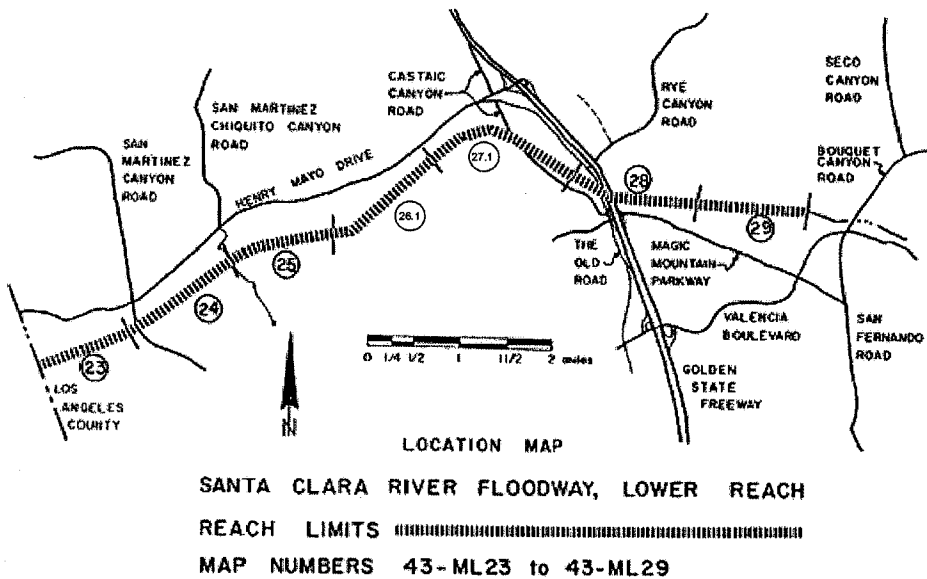 CASTAIC
CANYON
ROAD
SAN MARTINEZ
CHIQUITO CANYON
ROAD
SAN
MARTINEZ
CANYON
ROAD
HENRY MAYO DRIVE
RYE
CANYON
ROAD
SECO
CANYON
ROAD
BOUQUET
CANYON
ROAD
27.1
26.1
28
29
25
24
23
THE
OLD
ROAD
MAGIC
MOUNTAIN
PARKWAY
VALENCIA
BOULEVARD
SAN
FERNANDO
ROAD
GOLDEN
STATE
FREEWAY
LOS
ANGELES
COUNTY
0 1/4 1/2 1 11/2 2 miles
N
LOCATION MAP
SANTA CLARA RIVER FLOODWAY, LOWER REACH
REACH LIMITS
MAP NUMBERS 43-ML23 to 43-ML29